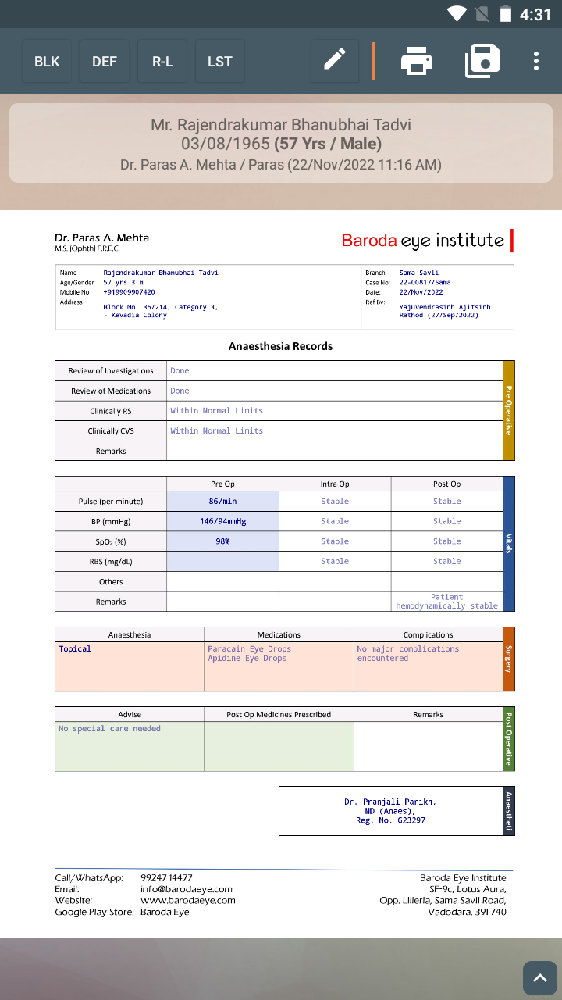 4:31
BLK DEF R-L LST
Mr. Rajendrakumar Bhanubhai Tadvi
03/08/1965 (57 Yrs / Male)
Dr. Paras A. Mehta / Paras (22/Nov/2022 11:16 AM)
Dr. Paras A. Mehta
M.S. (Ophth) F.R.E.C.
Baroda eye institute
Name Rajendrakumar Bhanubhai Tadvi
Age/Gender 57 yrs 3 m
Mobile No +919909907420
Address Block No. 36/214, Category 3,
- Kevadia Colony
Branch Sama Savli
Case No: 22-00817/Sama
Date: 22/Nov/2022
Ref By: Yajuvendrasinh Ajitsinh
Rathod (27/Sep/2022)
Anaesthesia Records
Review of Investigations Done
Review of Medications Done
Clinically RS Within Normal Limits
Clinically CVS Within Normal Limits
Remarks
Pre Operative
Pre Op Intra Op Post Op
Pulse (per minute) 86/min Stable Stable
BP (mmHg) 146/94mmHg Stable Stable
SpO₂ (%) 98% Stable Stable
RBS (mg/dL) Stable Stable
Others
Remarks Patient
hemodynamically stable
Vitals
Anaesthesia Medications Complications
Topical Paracain Eye Drops No major complications
Apidine Eye Drops encountered
Surgery
Advise Post Op Medicines Prescribed Remarks
No special care needed
Post Operative
Dr. Pranjali Parikh,
MD (Anaes),
Reg. No. G23297
Anaestheti
Call/WhatsApp: 99247 14477
Email: info@barodaeye.com
Website: www.barodaeye.com
Google Play Store: Baroda Eye
Baroda Eye Institute
SF-9c, Lotus Aura,
Opp. Lilleria, Sama Savli Road,
Vadodara. 391 740